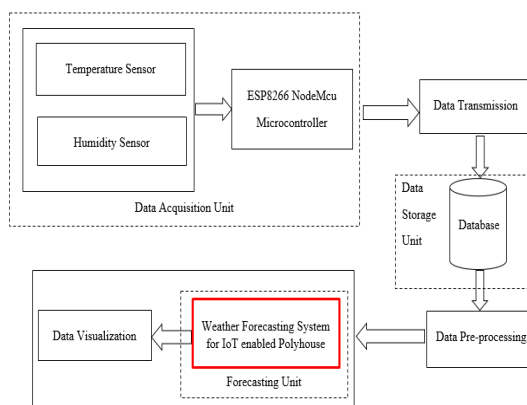 Temperature Sensor
Humidity Sensor
ESP8266 NodeMcu
Microcontroller
Data Acquisition Unit
Data Transmission
Data
Storage
Unit
Database
Data Pre-processing
Weather Forecasting System
for IoT enabled Polyhouse
Forecasting Unit
Data Visualization